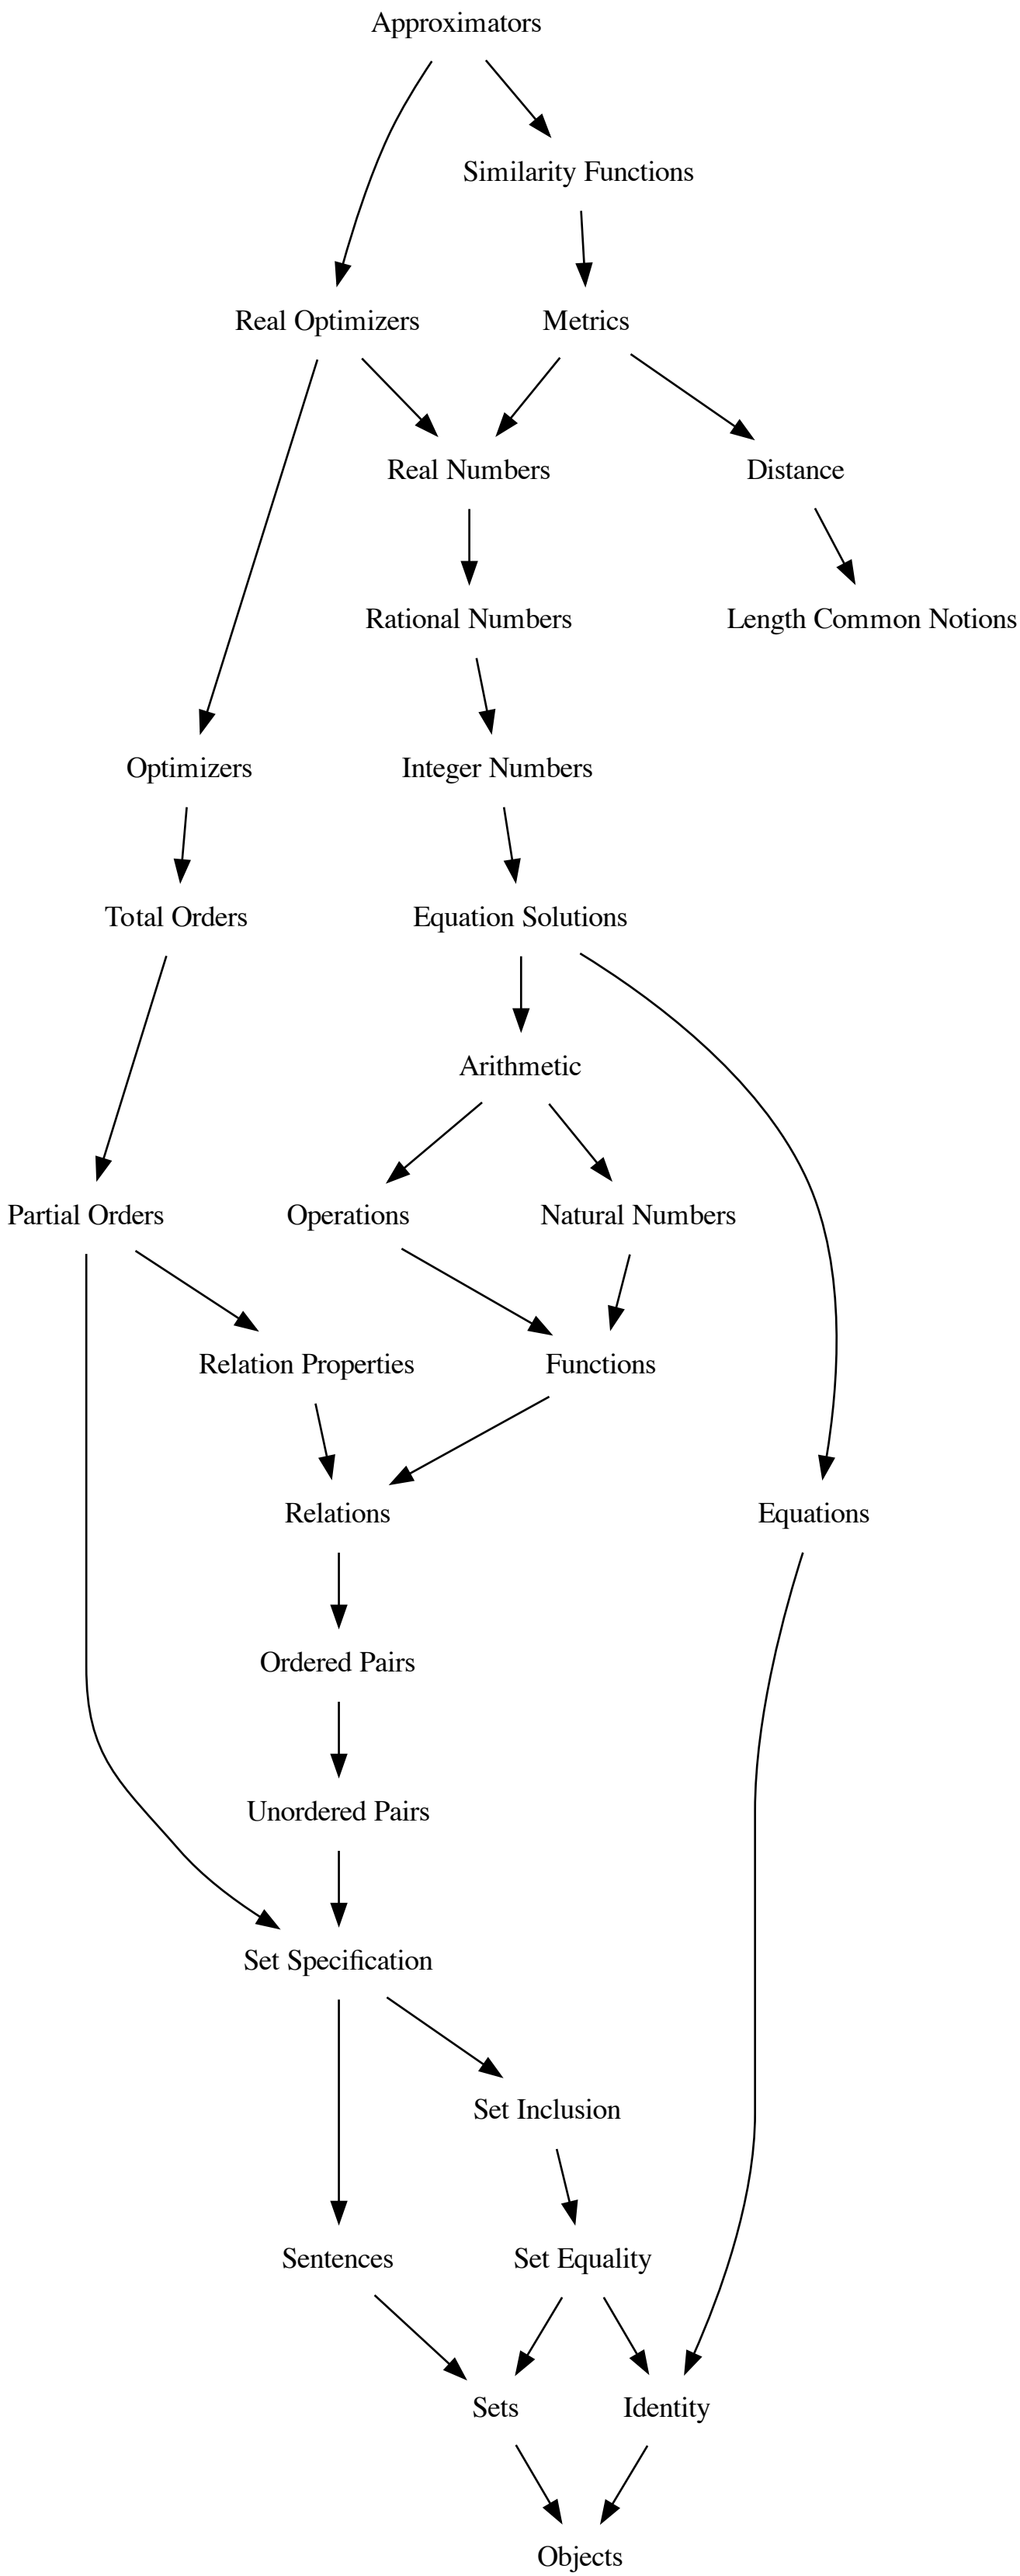 Approximators
Similarity Functions
Real Optimizers
Metrics
Real Numbers
Distance
Rational Numbers
Length Common Notions
Optimizers
Integer Numbers
Total Orders
Equation Solutions
Arithmetic
Partial Orders
Operations
Natural Numbers
Relation Properties
Functions
Relations
Equations
Ordered Pairs
Unordered Pairs
Set Specification
Set Inclusion
Sentences
Set Equality
Sets
Identity
Objects